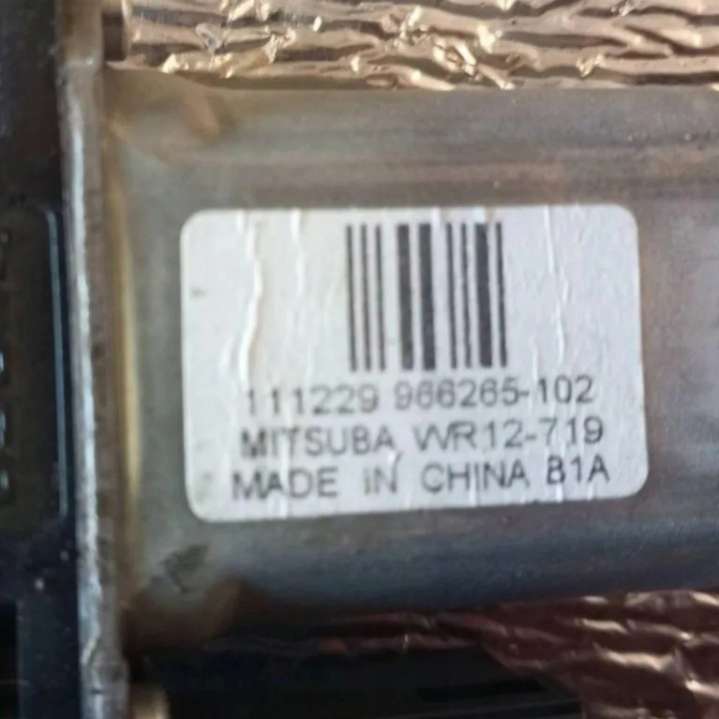 111229 966265-102
MITSUBA WR12-719
MADE IN CHINA B1A